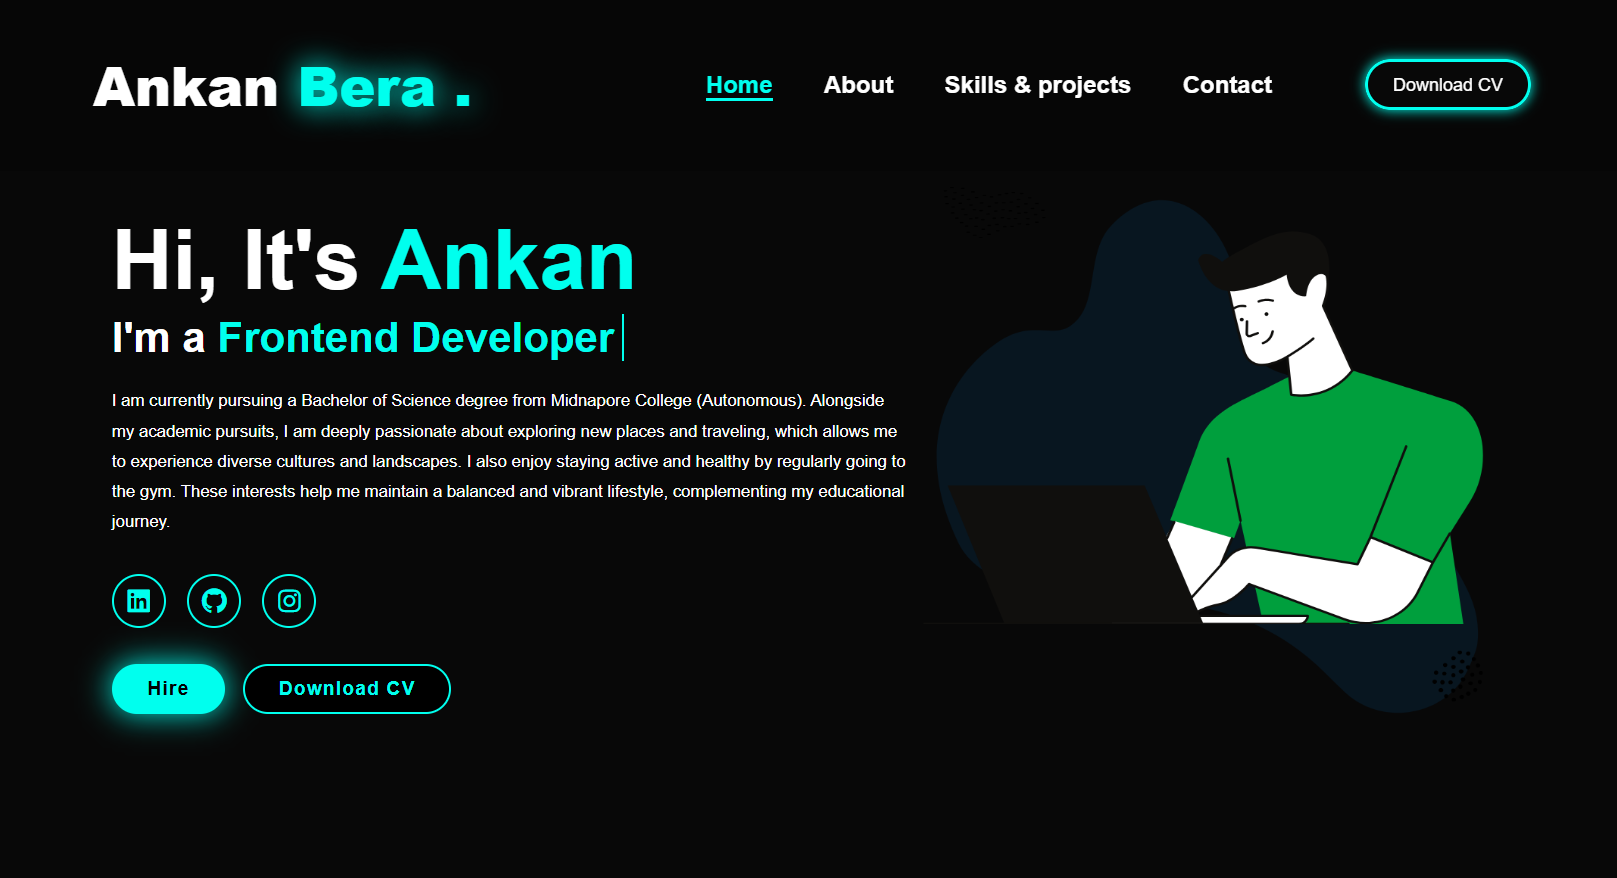 Ankan Bera .
Home
About
Skills & projects
Contact
Download CV
Hi, It's Ankan
I'm a Frontend Developer
I am currently pursuing a Bachelor of Science degree from Midnapore College (Autonomous). Alongside
my academic pursuits, I am deeply passionate about exploring new places and traveling, which allows me
to experience diverse cultures and landscapes. I also enjoy staying active and healthy by regularly going to
the gym. These interests help me maintain a balanced and vibrant lifestyle, complementing my educational
journey.
in
Hire
Download CV